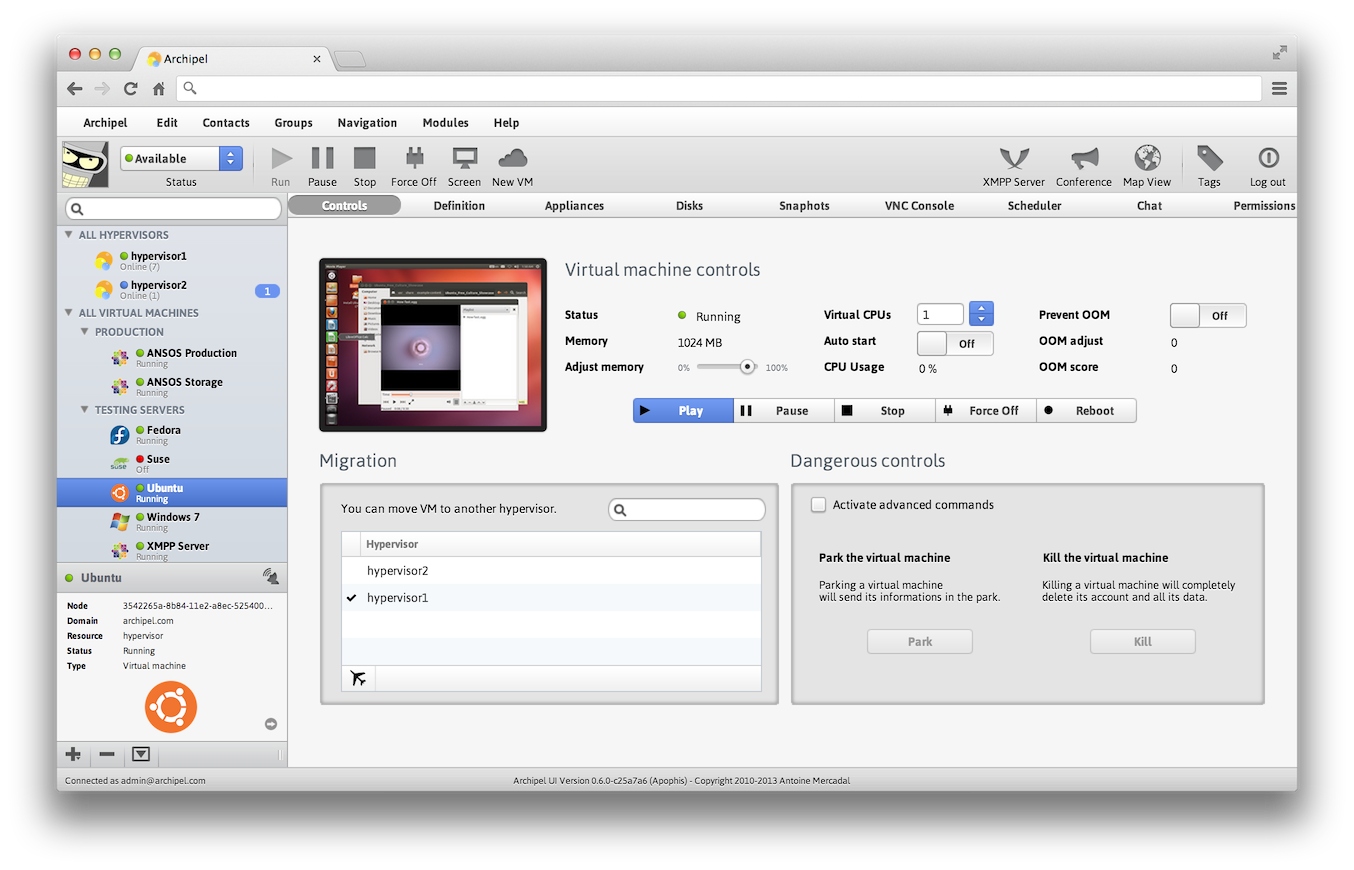 Archipel
Archipel Edit Contacts Groups Navigation Modules Help
Available
Status Run Pause Stop Force Off Screen New VM XMPP Server Conference Map View Tags Log out
Controls Definition Appliances Disks Snaphots VNC Console Scheduler Chat Permissions
ALL HYPERVISORS
hypervisor1
Online (7)
hypervisor2
Online (1)
1
ALL VIRTUAL MACHINES
PRODUCTION
ANSOS Production
Running
ANSOS Storage
Running
TESTING SERVERS
Fedora
Running
Suse
Off
Ubuntu
Running
Windows 7
Running
XMPP Server
Running
Ubuntu
Node 3542265a-8b84-11e2-a8ec-525400...
Domain archipel.com
Resource hypervisor
Status Running
Type Virtual machine
Virtual machine controls
Status Running Virtual CPUs 1 Prevent OOM Off
Memory 1024 MB Auto start Off OOM adjust 0
Adjust memory 0% 100% CPU Usage 0 % OOM score 0
Play Pause Stop Force Off Reboot
Migration
You can move VM to another hypervisor.
Hypervisor
hypervisor2
hypervisor1
Dangerous controls
Activate advanced commands
Park the virtual machine
Parking a virtual machine
will send its informations in the park.
Park
Kill the virtual machine
Killing a virtual machine will completely
delete its account and all its data.
Kill
Connected as admin@archipel.com
Archipel UI Version 0.6.0-c25a7a6 (Apophis) - Copyright 2010-2013 Antoine Mercadal